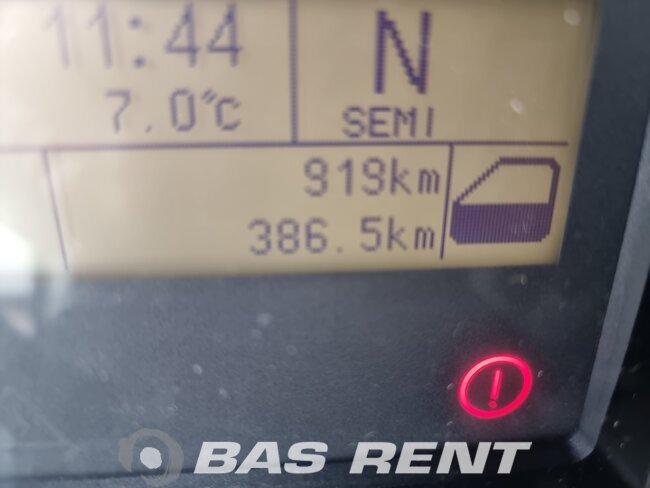 11:44
N
7.0°C
SEMI
919km
386.5km
BAS RENT